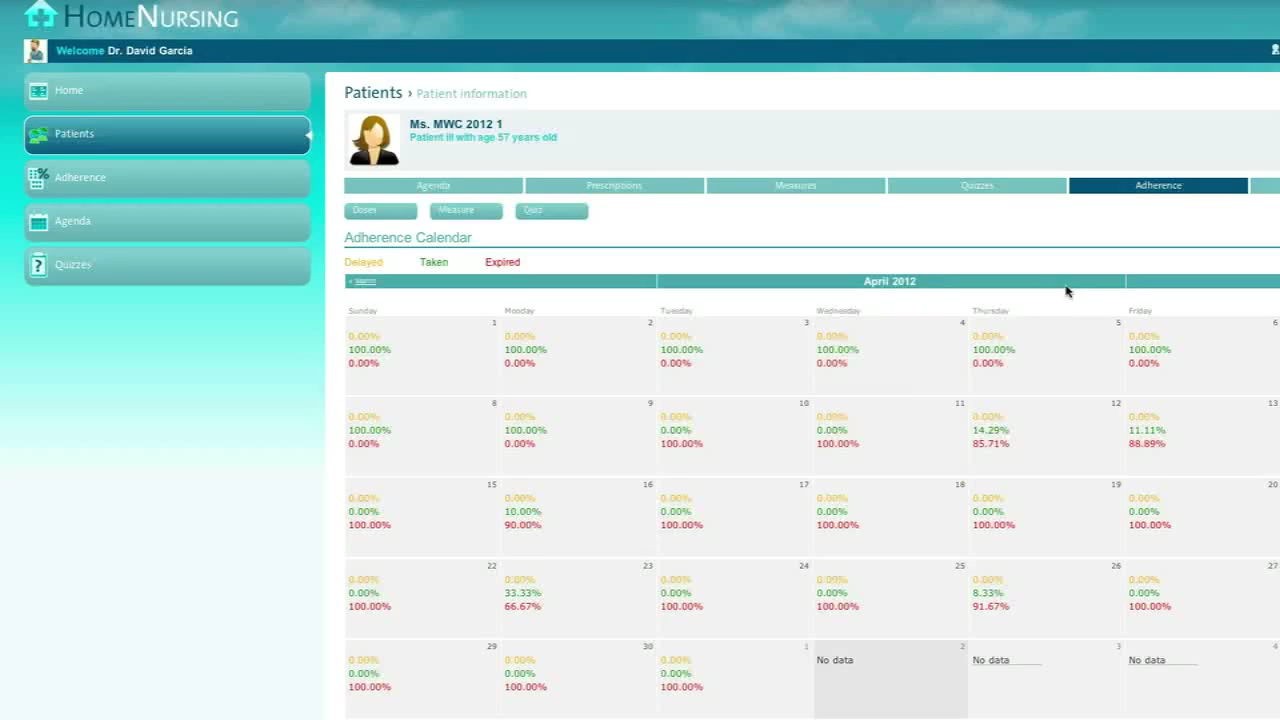 HOMENURSING
Welcome Dr. David Garcia
Home
Patients
Adherence
Agenda
Quizzes
Patients › Patient information
Ms. MWC 2012 1
Patient ill with age 57 years old
Agenda Prescriptions Measures Quizzes Adherence
Doses Measure Quiz
Adherence Calendar
Delayed Taken Expired
‹ March April 2012
Sunday Monday Tuesday Wednesday Thursday Friday
1 2 3 4 5 6
0.00% 0.00% 0.00% 0.00% 0.00% 0.00%
100.00% 100.00% 100.00% 100.00% 100.00% 100.00%
0.00% 0.00% 0.00% 0.00% 0.00% 0.00%
8 9 10 11 12 13
0.00% 0.00% 0.00% 0.00% 0.00% 0.00%
100.00% 100.00% 0.00% 0.00% 14.29% 11.11%
0.00% 0.00% 100.00% 100.00% 85.71% 88.89%
15 16 17 18 19 20
0.00% 0.00% 0.00% 0.00% 0.00% 0.00%
0.00% 10.00% 0.00% 0.00% 0.00% 0.00%
100.00% 90.00% 100.00% 100.00% 100.00% 100.00%
22 23 24 25 26 27
0.00% 0.00% 0.00% 0.00% 0.00% 0.00%
0.00% 33.33% 0.00% 0.00% 8.33% 0.00%
100.00% 66.67% 100.00% 100.00% 91.67% 100.00%
29 30 1 2 3 4
0.00% 0.00% 0.00% No data No data No data
0.00% 0.00% 0.00%
100.00% 100.00% 100.00%